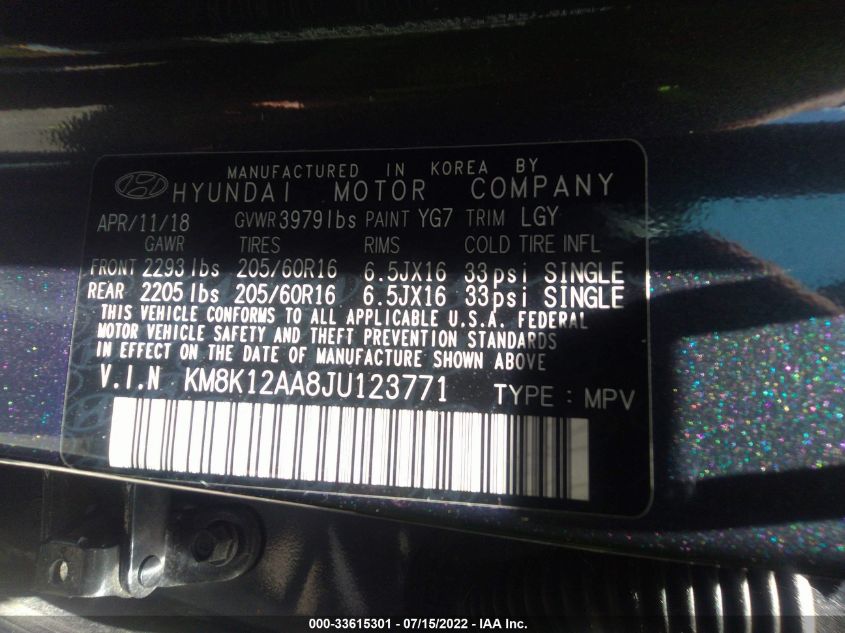 MANUFACTURED IN KOREA BY
HYUNDAI MOTOR COMPANY
APR/11/18 GVWR 3979lbs PAINT YG7 TRIM LGY
GAWR TIRES RIMS COLD TIRE INFL
FRONT 2293lbs 205/60R16 6.5JX16 33psi SINGLE
REAR 2205lbs 205/60R16 6.5JX16 33psi SINGLE
THIS VEHICLE CONFORMS TO ALL APPLICABLE U.S.A. FEDERAL
MOTOR VEHICLE SAFETY AND THEFT PREVENTION STANDARDS
IN EFFECT ON THE DATE OF MANUFACTURE SHOWN ABOVE
V.I.N KM8K12AA8JU123771 TYPE : MPV
000-33615301 - 07/15/2022 - IAA Inc.